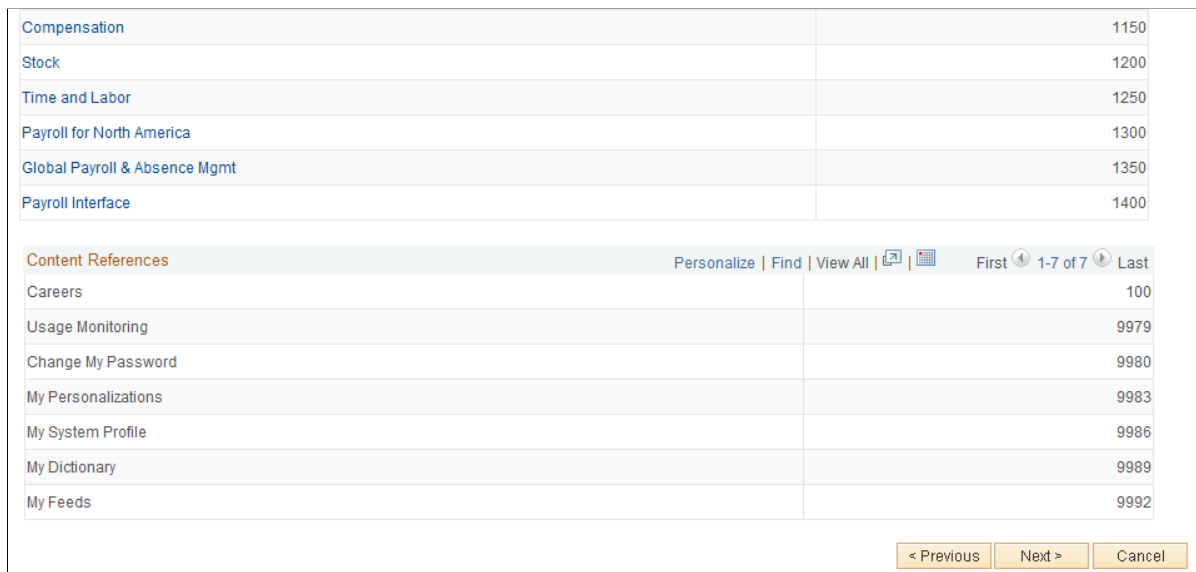 Compensation 1150
Stock 1200
Time and Labor 1250
Payroll for North America 1300
Global Payroll & Absence Mgmt 1350
Payroll Interface 1400
Content References Personalize | Find | View All | | First 1-7 of 7 Last
Careers 100
Usage Monitoring 9979
Change My Password 9980
My Personalizations 9983
My System Profile 9986
My Dictionary 9989
My Feeds 9992
< Previous Next > Cancel